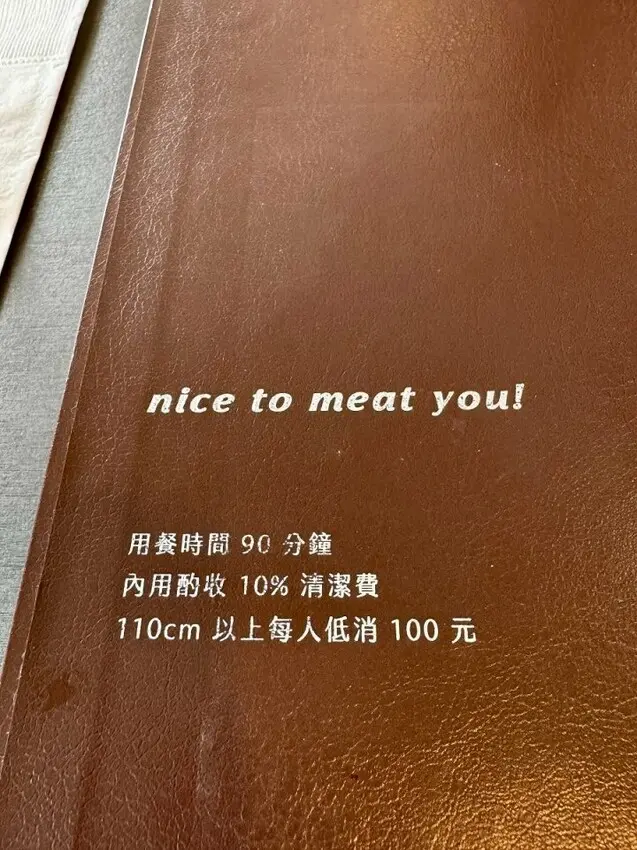 nice to meat you!
用餐時間 90 分鐘
內用酌收 10% 清潔費
110cm 以上每人低消 100 元